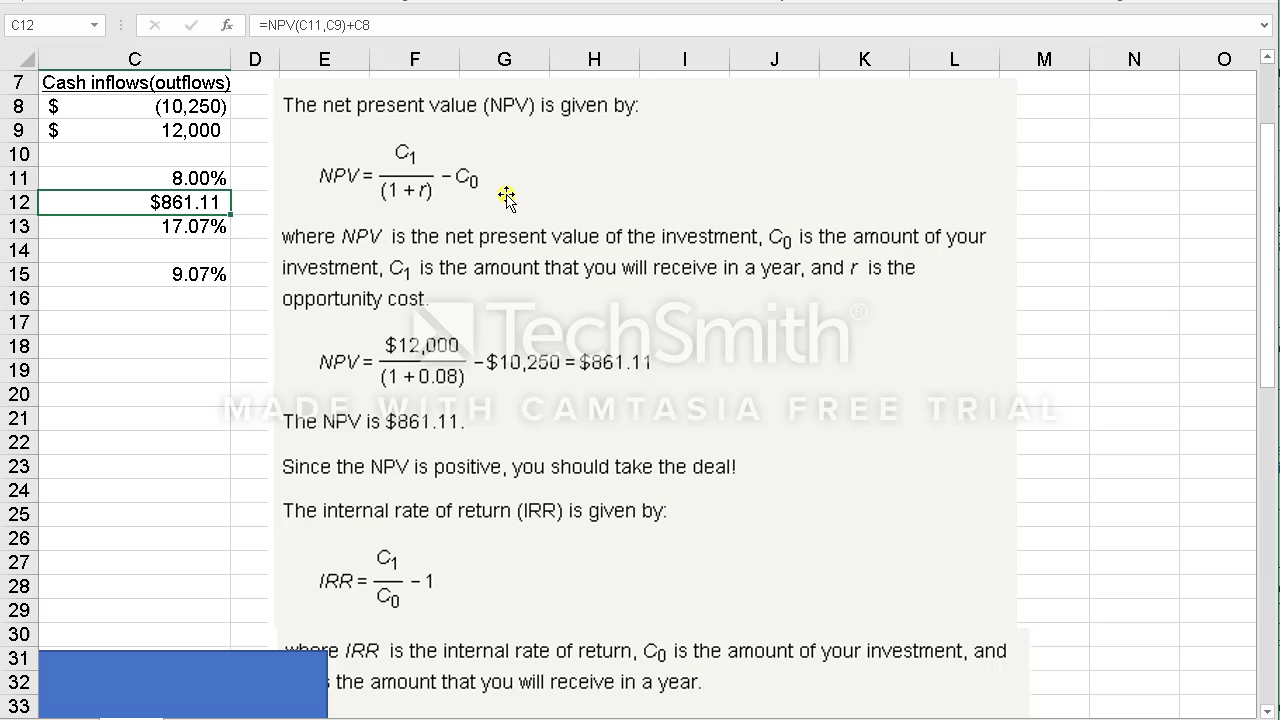 C12 fx =NPV(C11,C9)+C8
C D E F G H I J K L M N O
7 Cash inflows(outflows)
8 $ (10,250)
9 $ 12,000
10
11 8.00%
12 $861.11
13 17.07%
14
15 9.07%
16
17
18
19
20
21
22
23
24
25
26
27
28
29
30
31
32
33
The net present value (NPV) is given by:
NPV = C1 / (1 + r) − C0
where NPV is the net present value of the investment, C0 is the amount of your
investment, C1 is the amount that you will receive in a year, and r is the
opportunity cost.
NPV = $12,000 / (1 + 0.08) − $10,250 = $861.11
The NPV is $861.11.
Since the NPV is positive, you should take the deal!
The internal rate of return (IRR) is given by:
IRR = C1 / C0 − 1
where IRR is the internal rate of return, C0 is the amount of your investment, and
s the amount that you will receive in a year.
TechSmith®
MADE WITH CAMTASIA FREE TRIAL